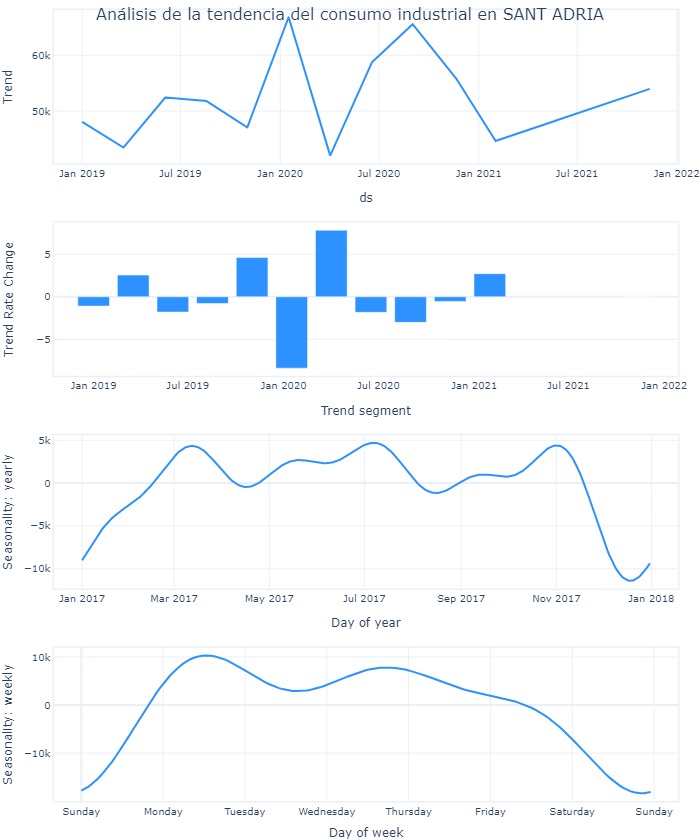 Análisis de la tendencia del consumo industrial en SANT ADRIA
Trend
60k
50k
Jan 2019 Jul 2019 Jan 2020 Jul 2020 Jan 2021 Jul 2021 Jan 2022
ds
Trend Rate Change
5
0
−5
Jan 2019 Jul 2019 Jan 2020 Jul 2020 Jan 2021 Jul 2021 Jan 2022
Trend segment
Seasonality: yearly
5k
0
−5k
−10k
Jan 2017 Mar 2017 May 2017 Jul 2017 Sep 2017 Nov 2017 Jan 2018
Day of year
Seasonality: weekly
10k
0
−10k
Sunday Monday Tuesday Wednesday Thursday Friday Saturday Sunday
Day of week